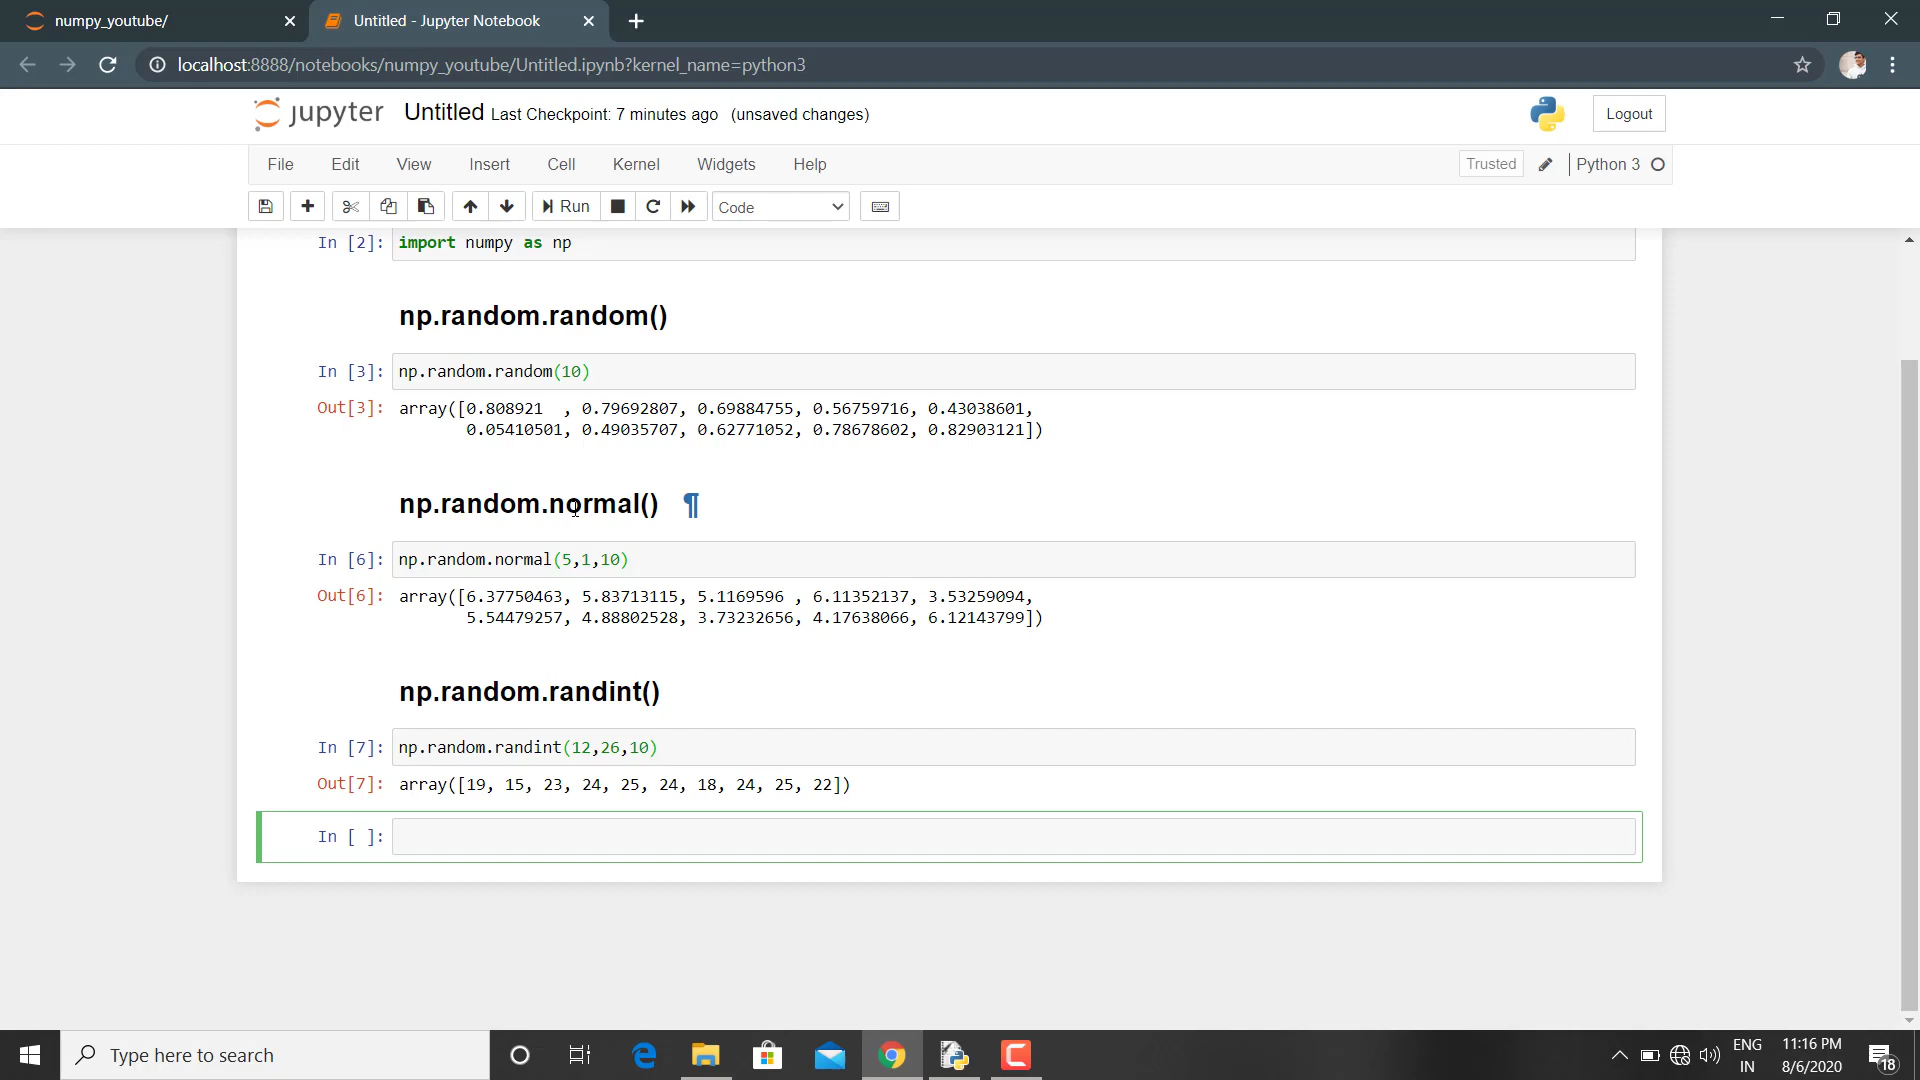 numpy_youtube/
Untitled - Jupyter Notebook
localhost:8888/notebooks/numpy_youtube/Untitled.ipynb?kernel_name=python3
jupyter Untitled Last Checkpoint: 7 minutes ago (unsaved changes)
Logout
File Edit View Insert Cell Kernel Widgets Help
Trusted
Python 3
Run
Code
In [2]: import numpy as np
np.random.random()
In [3]: np.random.random(10)
Out[3]: array([0.808921  , 0.79692807, 0.69884755, 0.56759716, 0.43038601,
0.05410501, 0.49035707, 0.62771052, 0.78678602, 0.82903121])
np.random.normal() ¶
In [6]: np.random.normal(5,1,10)
Out[6]: array([6.37750463, 5.83713115, 5.1169596 , 6.11352137, 3.53259094,
5.54479257, 4.88802528, 3.73232656, 4.17638066, 6.12143799])
np.random.randint()
In [7]: np.random.randint(12,26,10)
Out[7]: array([19, 15, 23, 24, 25, 24, 18, 24, 25, 22])
In [ ]:
Type here to search
ENG
IN
11:16 PM
8/6/2020
18